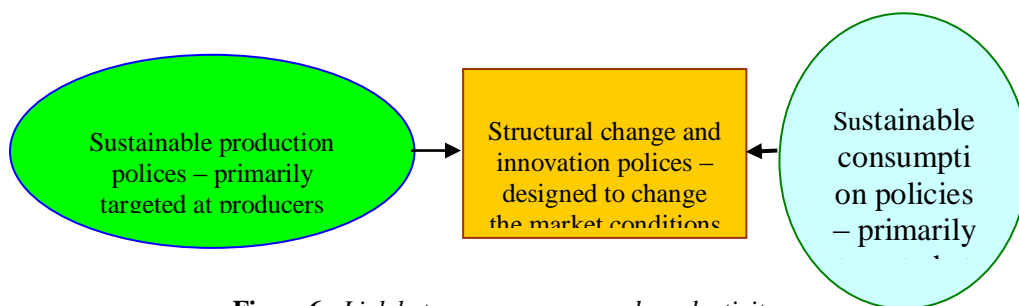 Sustainable production
polices – primarily
targeted at producers
Structural change and
innovation polices –
designed to change
the market conditions
Sustainable
consumpti
on policies
– primarily